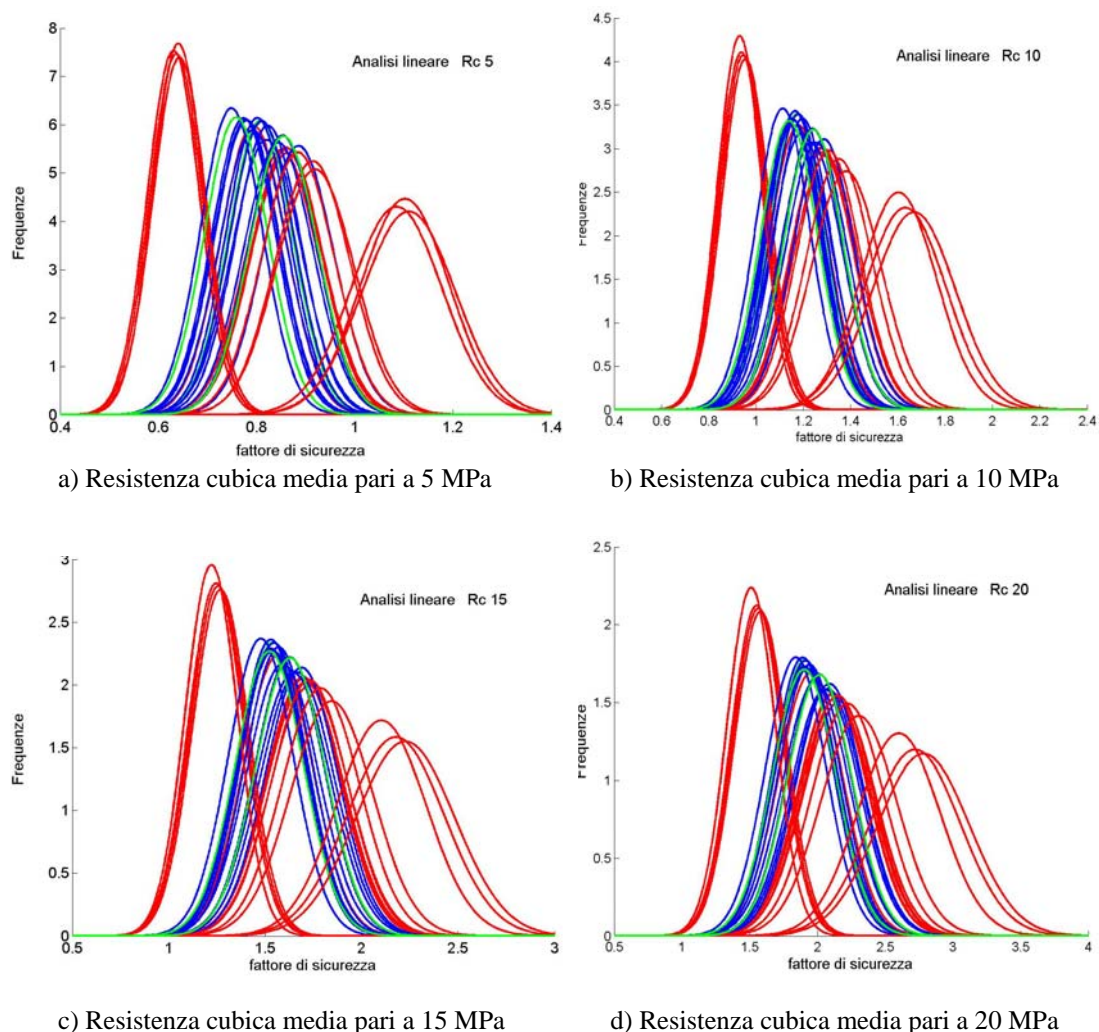 8
7
6
5
4
3
2
1
0
Frequenze
Analisi lineare Rc 5
0.4 0.6 0.8 1 1.2 1.4
fattore di sicurezza
a) Resistenza cubica media pari a 5 MPa
4.5
4
3.5
3
2.5
2
1.5
1
0.5
0
Frequenze
Analisi lineare Rc 10
0.4 0.6 0.8 1 1.2 1.4 1.6 1.8 2 2.2 2.4
fattore di sicurezza
b) Resistenza cubica media pari a 10 MPa
3
2.5
2
1.5
1
0.5
0
Frequenze
Analisi lineare Rc 15
0.5 1 1.5 2 2.5 3
fattore di sicurezza
c) Resistenza cubica media pari a 15 MPa
2.5
2
1.5
1
0.5
0
Frequenze
Analisi lineare Rc 20
0.5 1 1.5 2 2.5 3 3.5 4
fattore di sicurezza
d) Resistenza cubica media pari a 20 MPa